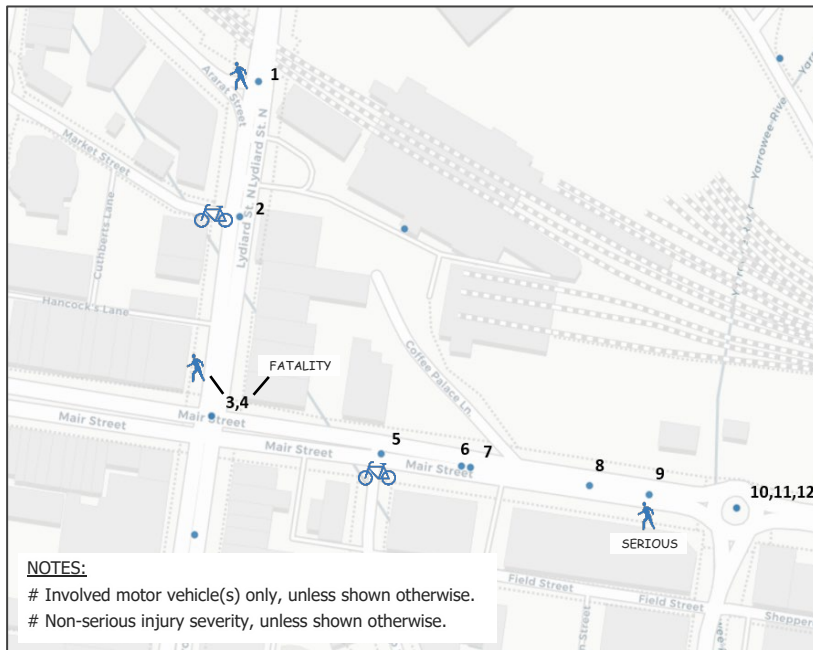 1
Ararat Street
Lydiard St. N
Market Street
2
Lydiard St. N
Cuthberts Lane
Hancock's Lane
Yarrowee Rive
FATALITY
3,4
Coffee Palace Ln
Mair Street
Mair Street
Mair Street
5
6
7
Mair Street
8
9
10,11,12
SERIOUS
Field Street
Field Street
Shepper
n Street
NOTES:
# Involved motor vehicle(s) only, unless shown otherwise.
# Non-serious injury severity, unless shown otherwise.